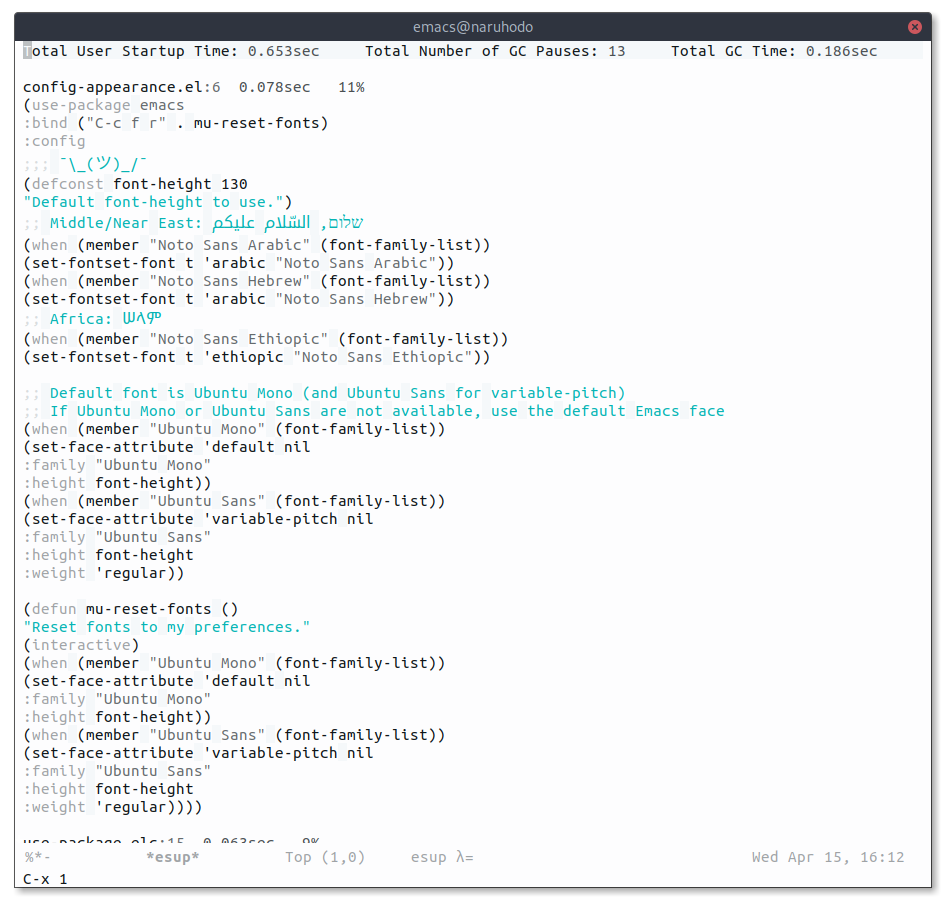 emacs@naruhodo
Total User Startup Time: 0.653sec     Total Number of GC Pauses: 13     Total GC Time: 0.186sec
config-appearance.el:6  0.078sec   11%
(use-package emacs
:bind ("C-c f r" . mu-reset-fonts)
:config
;;; ¯\_(ツ)_/¯
(defconst font-height 130
"Default font-height to use.")
;; Middle/Near East: שלום, السّلام عليكم
(when (member "Noto Sans Arabic" (font-family-list))
(set-fontset-font t 'arabic "Noto Sans Arabic"))
(when (member "Noto Sans Hebrew" (font-family-list))
(set-fontset-font t 'arabic "Noto Sans Hebrew"))
;; Africa: ሠላም
(when (member "Noto Sans Ethiopic" (font-family-list))
(set-fontset-font t 'ethiopic "Noto Sans Ethiopic"))
;; Default font is Ubuntu Mono (and Ubuntu Sans for variable-pitch)
;; If Ubuntu Mono or Ubuntu Sans are not available, use the default Emacs face
(when (member "Ubuntu Mono" (font-family-list))
(set-face-attribute 'default nil
:family "Ubuntu Mono"
:height font-height))
(when (member "Ubuntu Sans" (font-family-list))
(set-face-attribute 'variable-pitch nil
:family "Ubuntu Sans"
:height font-height
:weight 'regular))
(defun mu-reset-fonts ()
"Reset fonts to my preferences."
(interactive)
(when (member "Ubuntu Mono" (font-family-list))
(set-face-attribute 'default nil
:family "Ubuntu Mono"
:height font-height))
(when (member "Ubuntu Sans" (font-family-list))
(set-face-attribute 'variable-pitch nil
:family "Ubuntu Sans"
:height font-height
:weight 'regular))))
use-package.elc:15  0.063sec   9%
%*-          *esup*          Top (1,0)     esup λ=          Wed Apr 15, 16:12
C-x 1